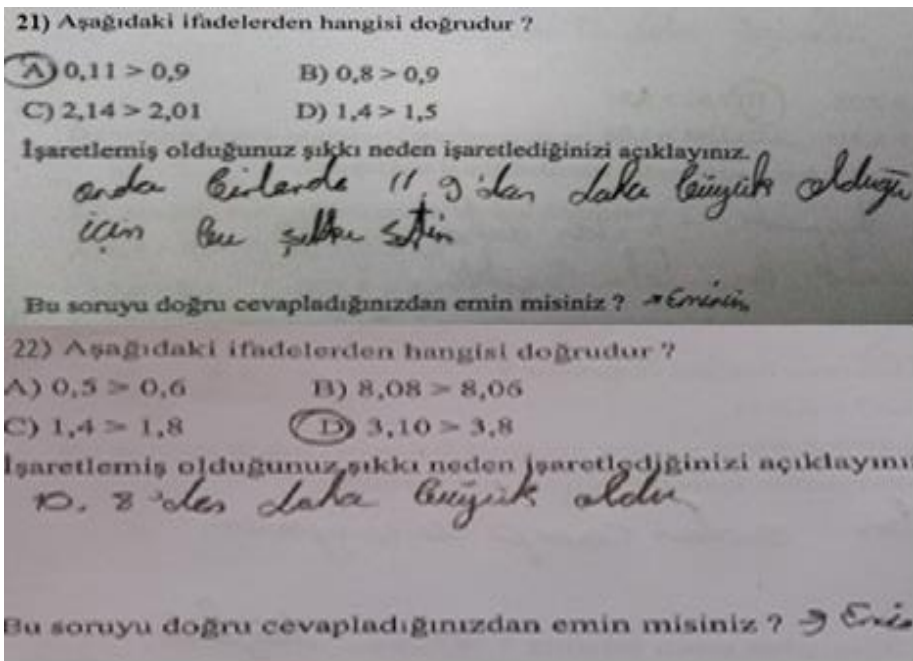 21) Aşağıdaki ifadelerden hangisi doğrudur ?
A) 0,11 > 0,9 B) 0,8 > 0,9
C) 2,14 > 2,01 D) 1,4 > 1,5
İşaretlemiş olduğunuz şıkkı neden işaretlediğinizi açıklayınız.
onda birlerde 11, 9'dan daha büyük olduğu
için bu şıkkı
Bu soruyu doğru cevapladığınızdan emin misiniz ? Eminim
22) Aşağıdaki ifadelerden hangisi doğrudur ?
A) 0,5 > 0,6 B) 8,08 > 8,06
C) 1,4 > 1,8 D) 3,10 > 3,8
İşaretlemiş olduğunuz şıkkı neden işaretlediğinizi açıklayını
10. 8'den daha büyük oldu
Bu soruyu doğru cevapladığınızdan emin misiniz ? →